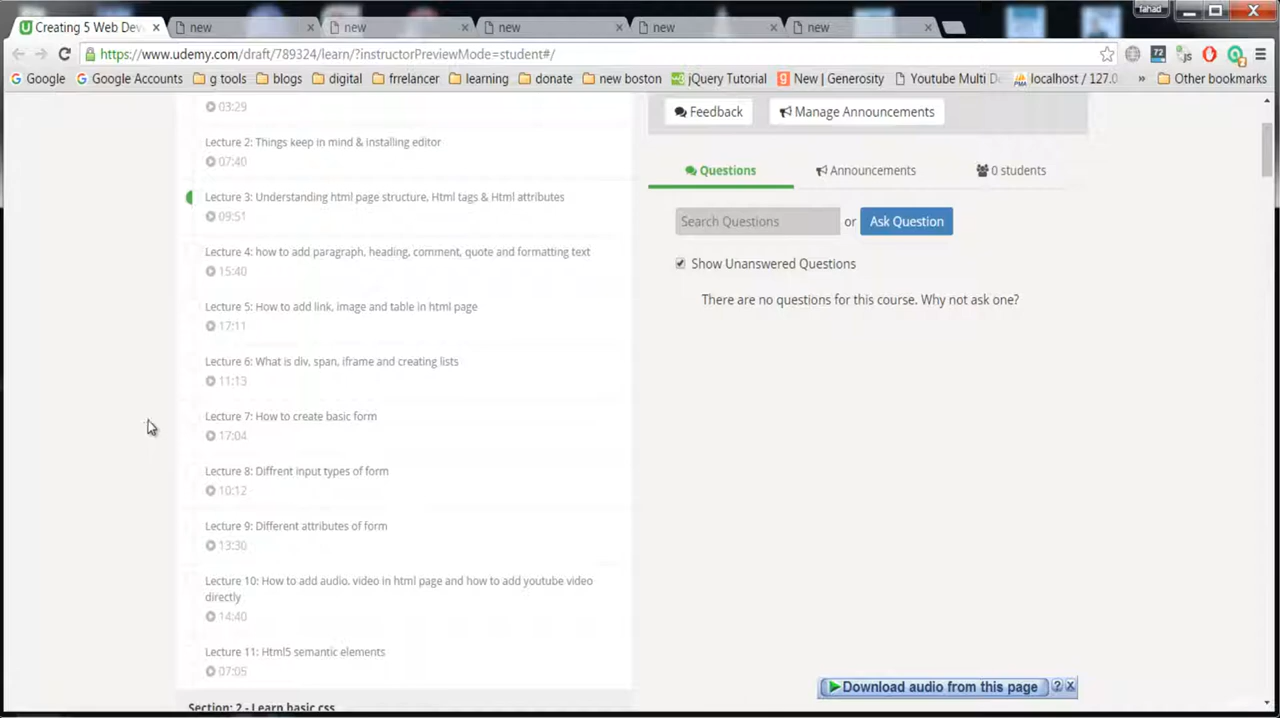 fahad
Creating 5 Web Dev
new
new
new
new
new
https://www.udemy.com/draft/789324/learn/?instructorPreviewMode=student#/
72
Google
Google Accounts
g tools
blogs
digital
frrelancer
learning
donate
new boston
jQuery Tutorial
New | Generosity
Youtube Multi D
localhost / 127.0
»
Other bookmarks
03:29
Lecture 2: Things keep in mind & Installing editor
07:40
Lecture 3: Understanding html page structure, Html tags & Html attributes
09:51
Lecture 4: how to add paragraph, heading, comment, quote and formatting text
15:40
Lecture 5: How to add link, image and table in html page
17:11
Lecture 6: What is div, span, iframe and creating lists
11:13
Lecture 7: How to create basic form
17:04
Lecture 8: Diffrent input types of form
10:12
Lecture 9: Different attributes of form
13:30
Lecture 10: How to add audio, video in html page and how to add youtube video
directly
14:40
Lecture 11: Html5 semantic elements
07:05
Section: 2 - Learn basic css
Feedback
Manage Announcements
Questions
Announcements
0 students
Search Questions
or
Ask Question
Show Unanswered Questions
There are no questions for this course. Why not ask one?
Download audio from this page
? X